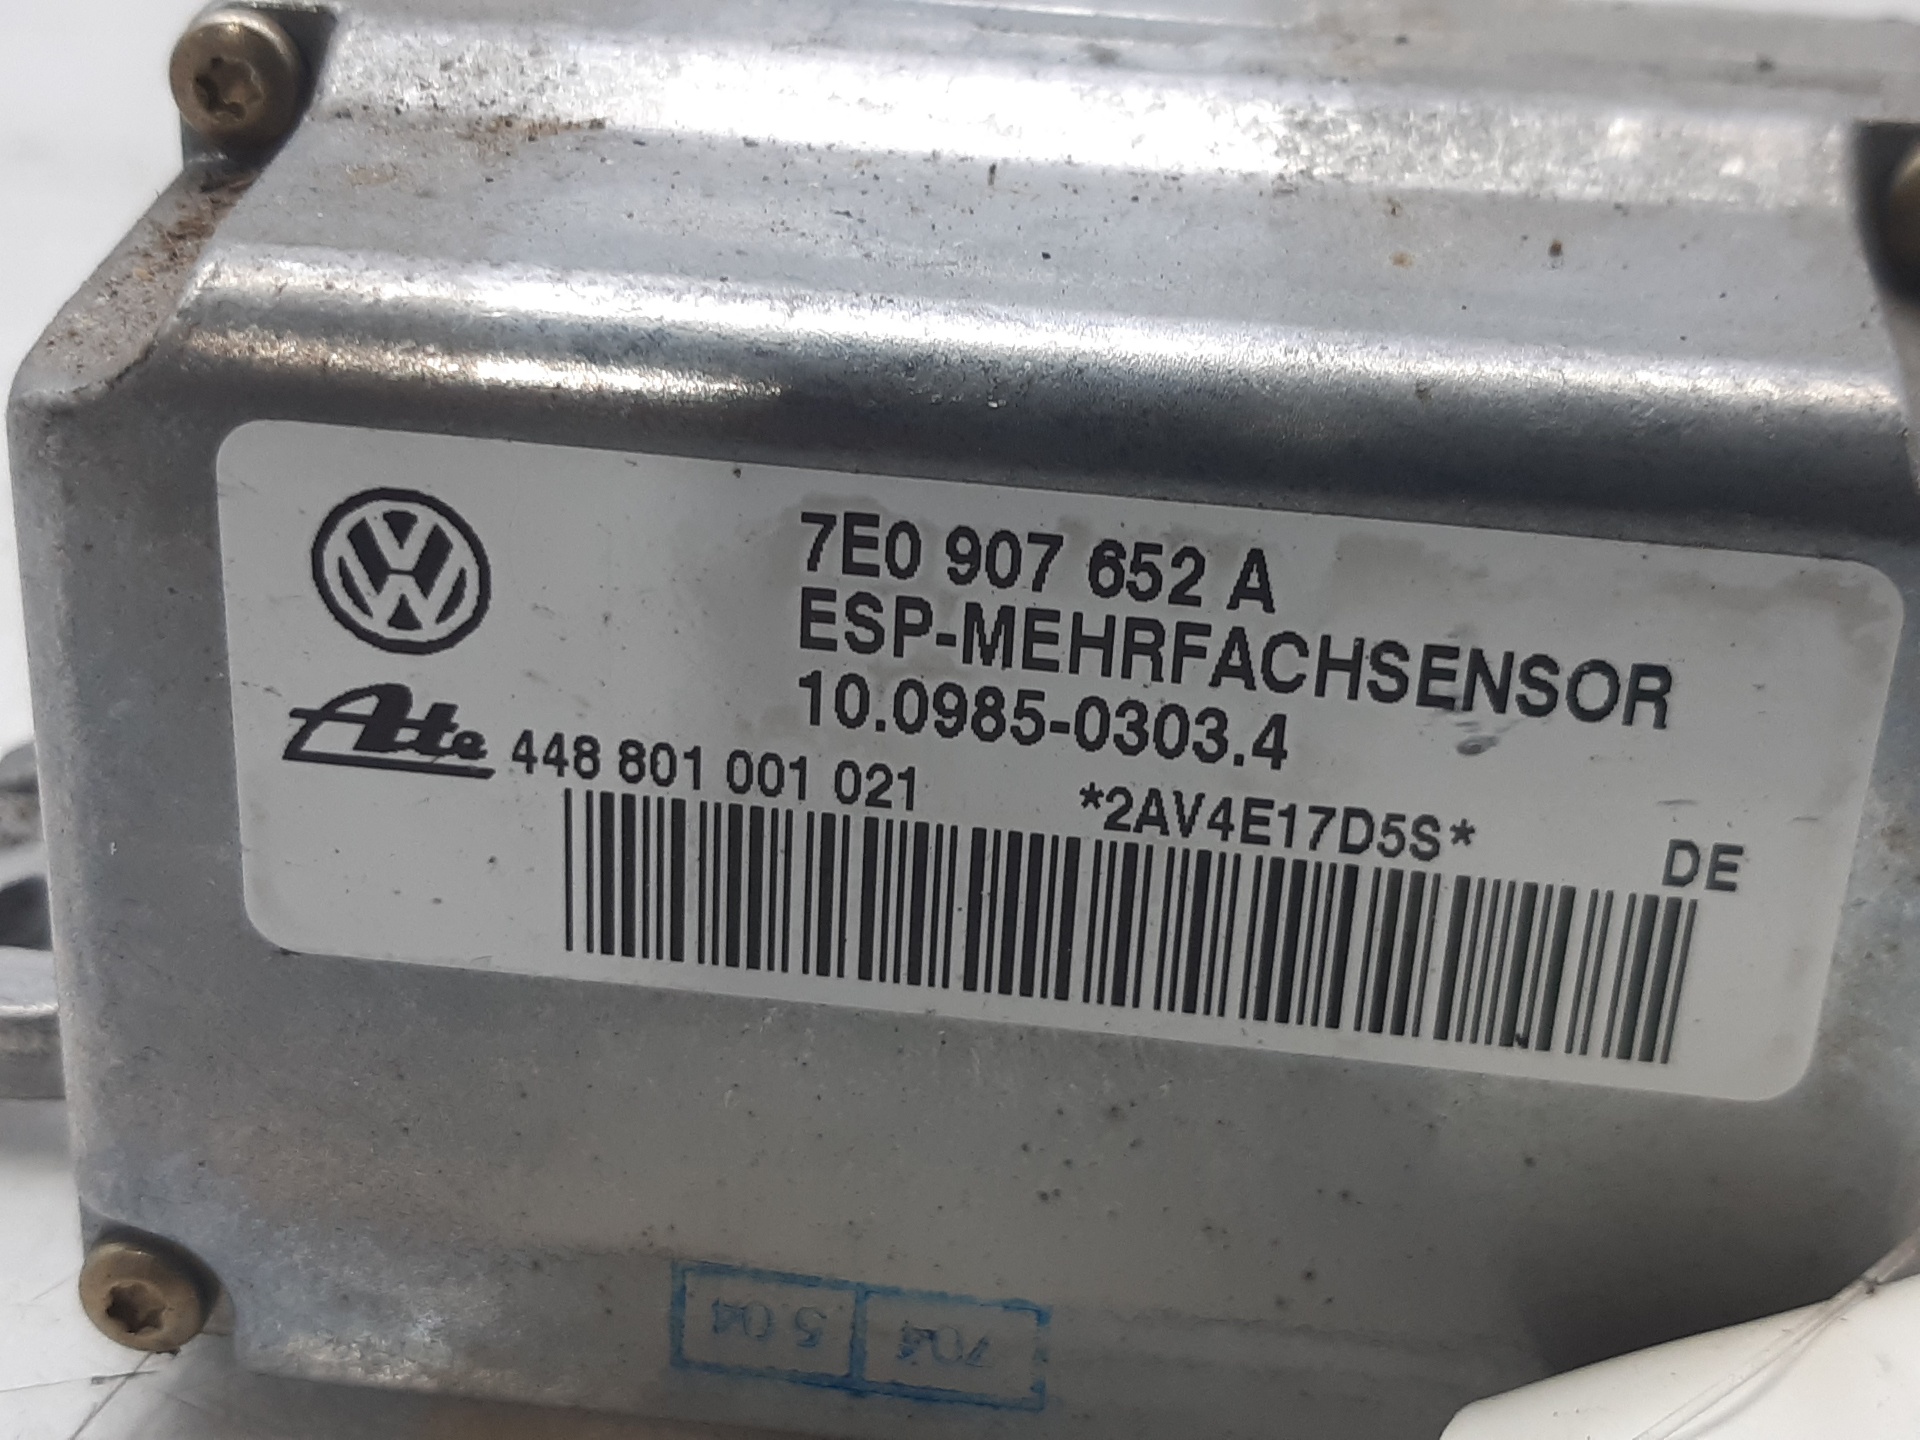 7E0 907 652 A
ESP-MEHRFACHSENSOR
10.0985-0303.4
Ate 448 801 001 021 *2AV4E17D5S* DE
704 5 04